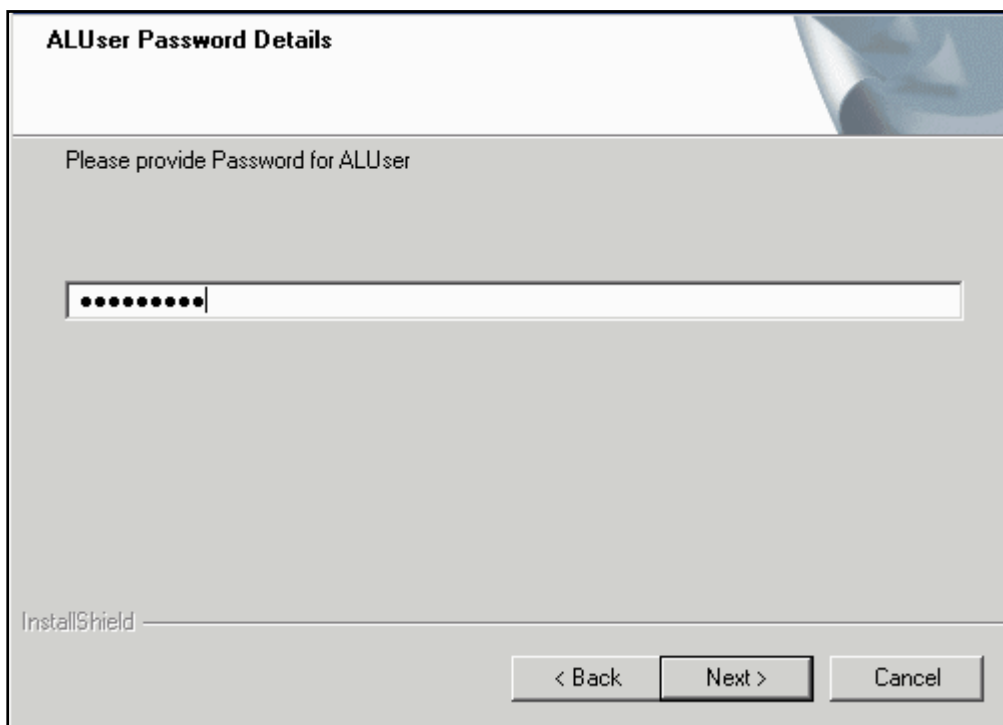 ALUser Password Details
Please provide Password for ALUser
•••••••••
InstallShield
< Back Next > Cancel